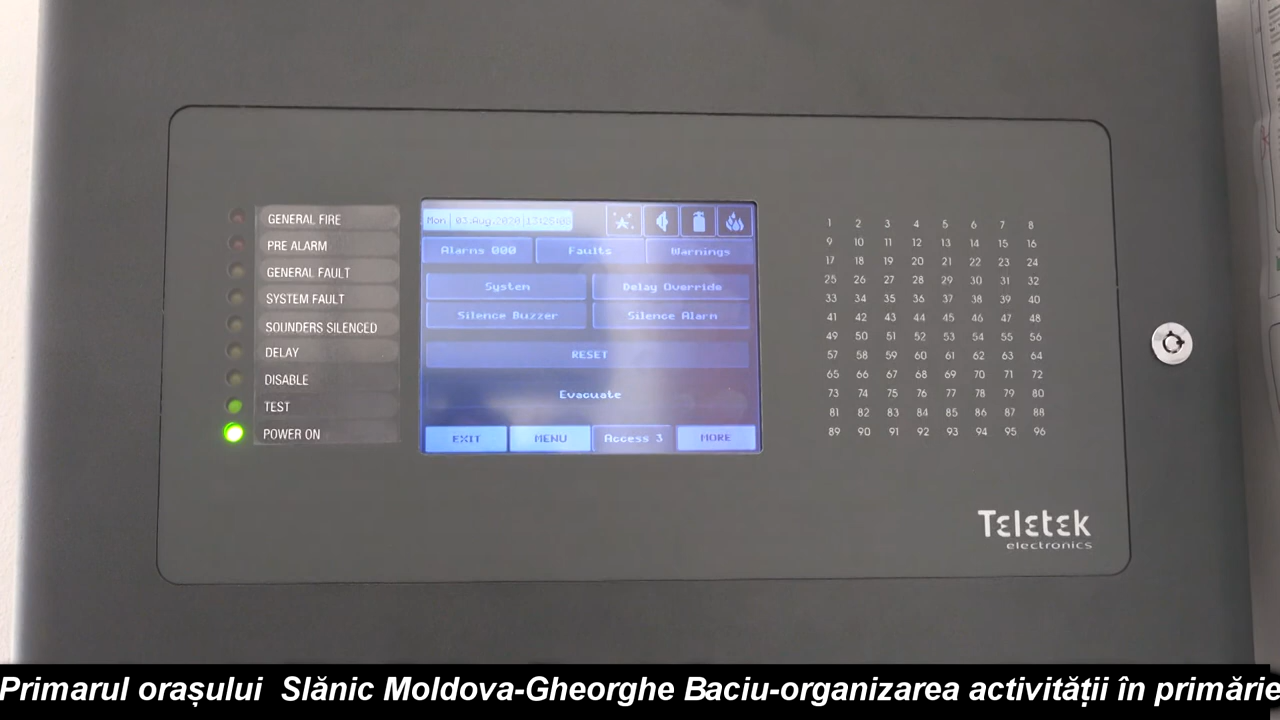 GENERAL FIRE
PRE ALARM
GENERAL FAULT
SYSTEM FAULT
SOUNDERS SILENCED
DELAY
DISABLE
TEST
POWER ON
Mon 03.Aug.2020 13:25:03
Alarms 000 Faults Warnings
System Delay Override
Silence Buzzer Silence Alarm
RESET
Evacuate
EXIT MENU Access 3 MORE
1 2 3 4 5 6 7 8
9 10 11 12 13 14 15 16
17 18 19 20 21 22 23 24
25 26 27 28 29 30 31 32
33 34 35 36 37 38 39 40
41 42 43 44 45 46 47 48
49 50 51 52 53 54 55 56
57 58 59 60 61 62 63 64
65 66 67 68 69 70 71 72
73 74 75 76 77 78 79 80
81 82 83 84 85 86 87 88
89 90 91 92 93 94 95 96
Teletek
electronics
Primarul orașului Slănic Moldova-Gheorghe Baciu-organizarea activității în primărie